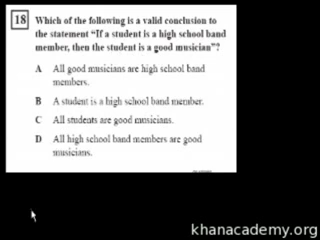 18 Which of the following is a valid conclusion to
the statement “If a student is a high school band
member, then the student is a good musician”?
A All good musicians are high school band
members.
B A student is a high school band member.
C All students are good musicians.
D All high school band members are good
musicians.
khanacademy.org